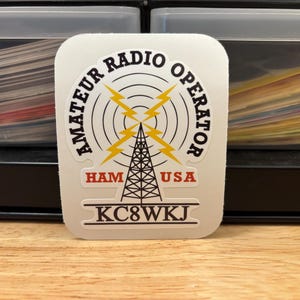 AMATEUR RADIO OPERATOR
HAM USA
KC8WKJ